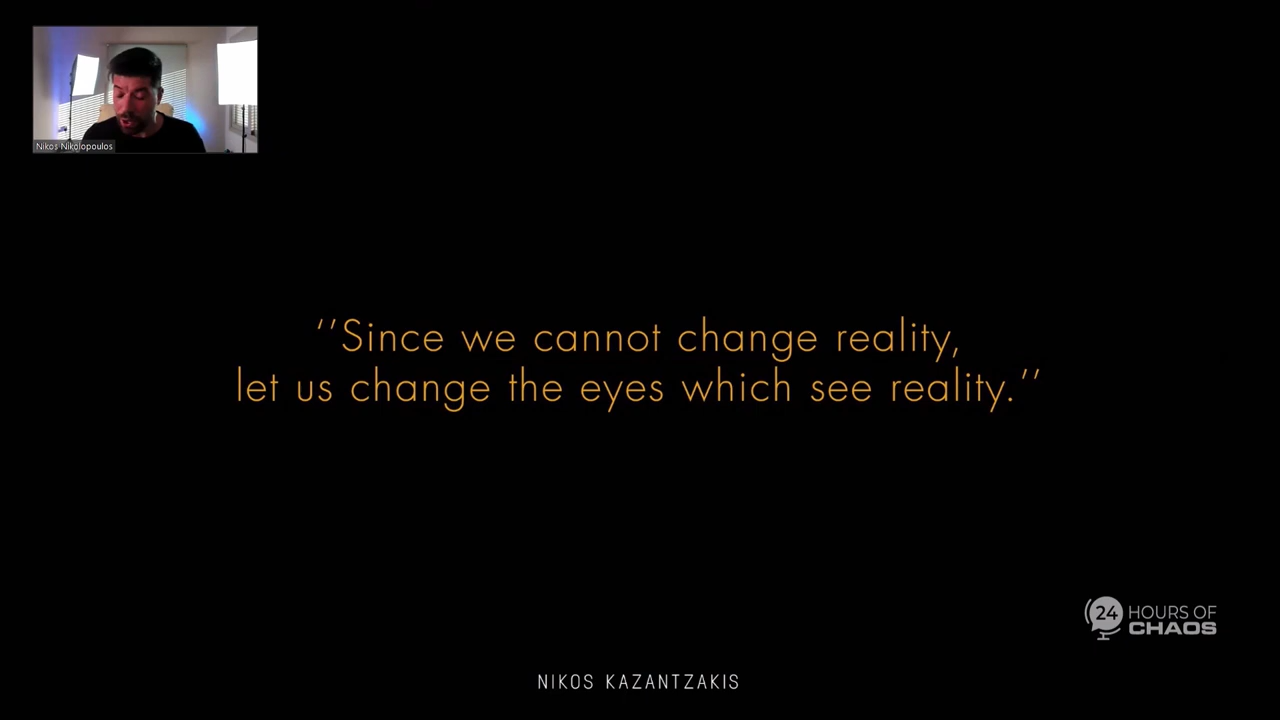 Nikos Nikolopoulos
‘’Since we cannot change reality,
let us change the eyes which see reality.’’
24 HOURS OF
CHAOS
NIKOS KAZANTZAKIS